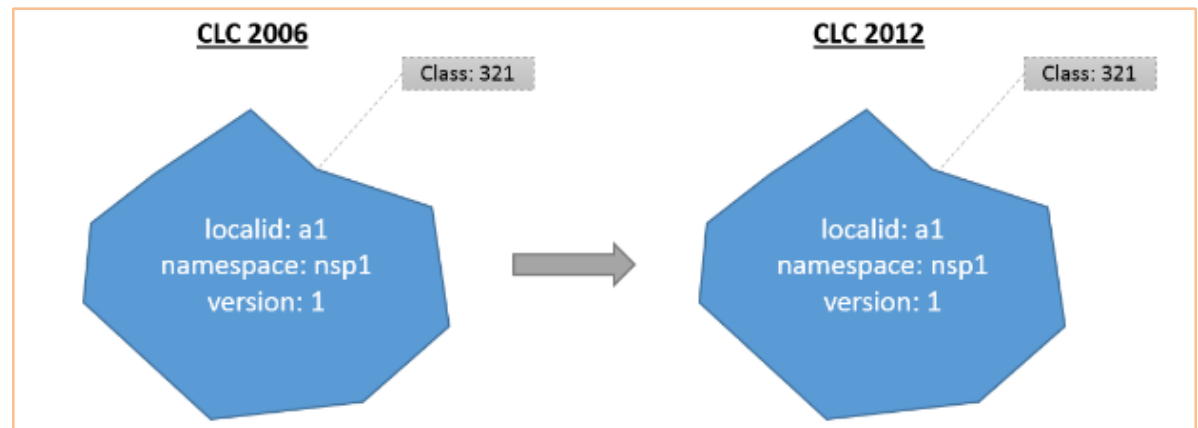 CLC 2006
Class: 321
localid: a1
namespace: nsp1
version: 1
CLC 2012
Class: 321
localid: a1
namespace: nsp1
version: 1